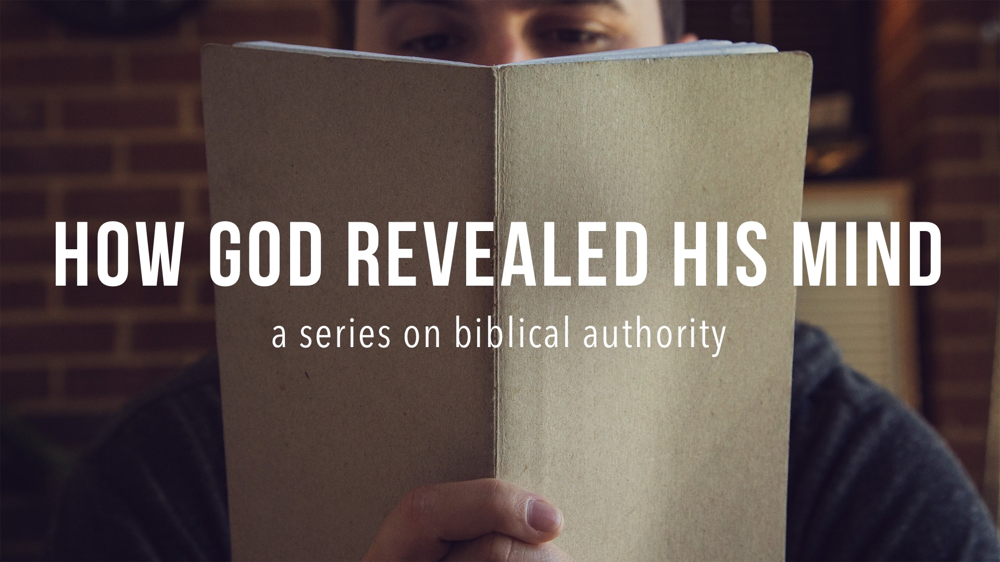 HOW GOD REVEALED HIS MIND
a series on biblical authority